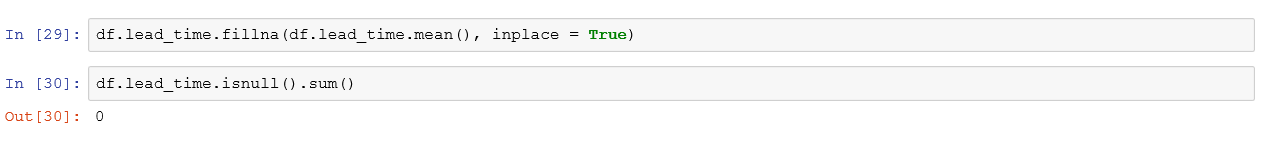 In [29]: df.lead_time.fillna(df.lead_time.mean(), inplace = True)
In [30]: df.lead_time.isnull().sum()
Out[30]: 0